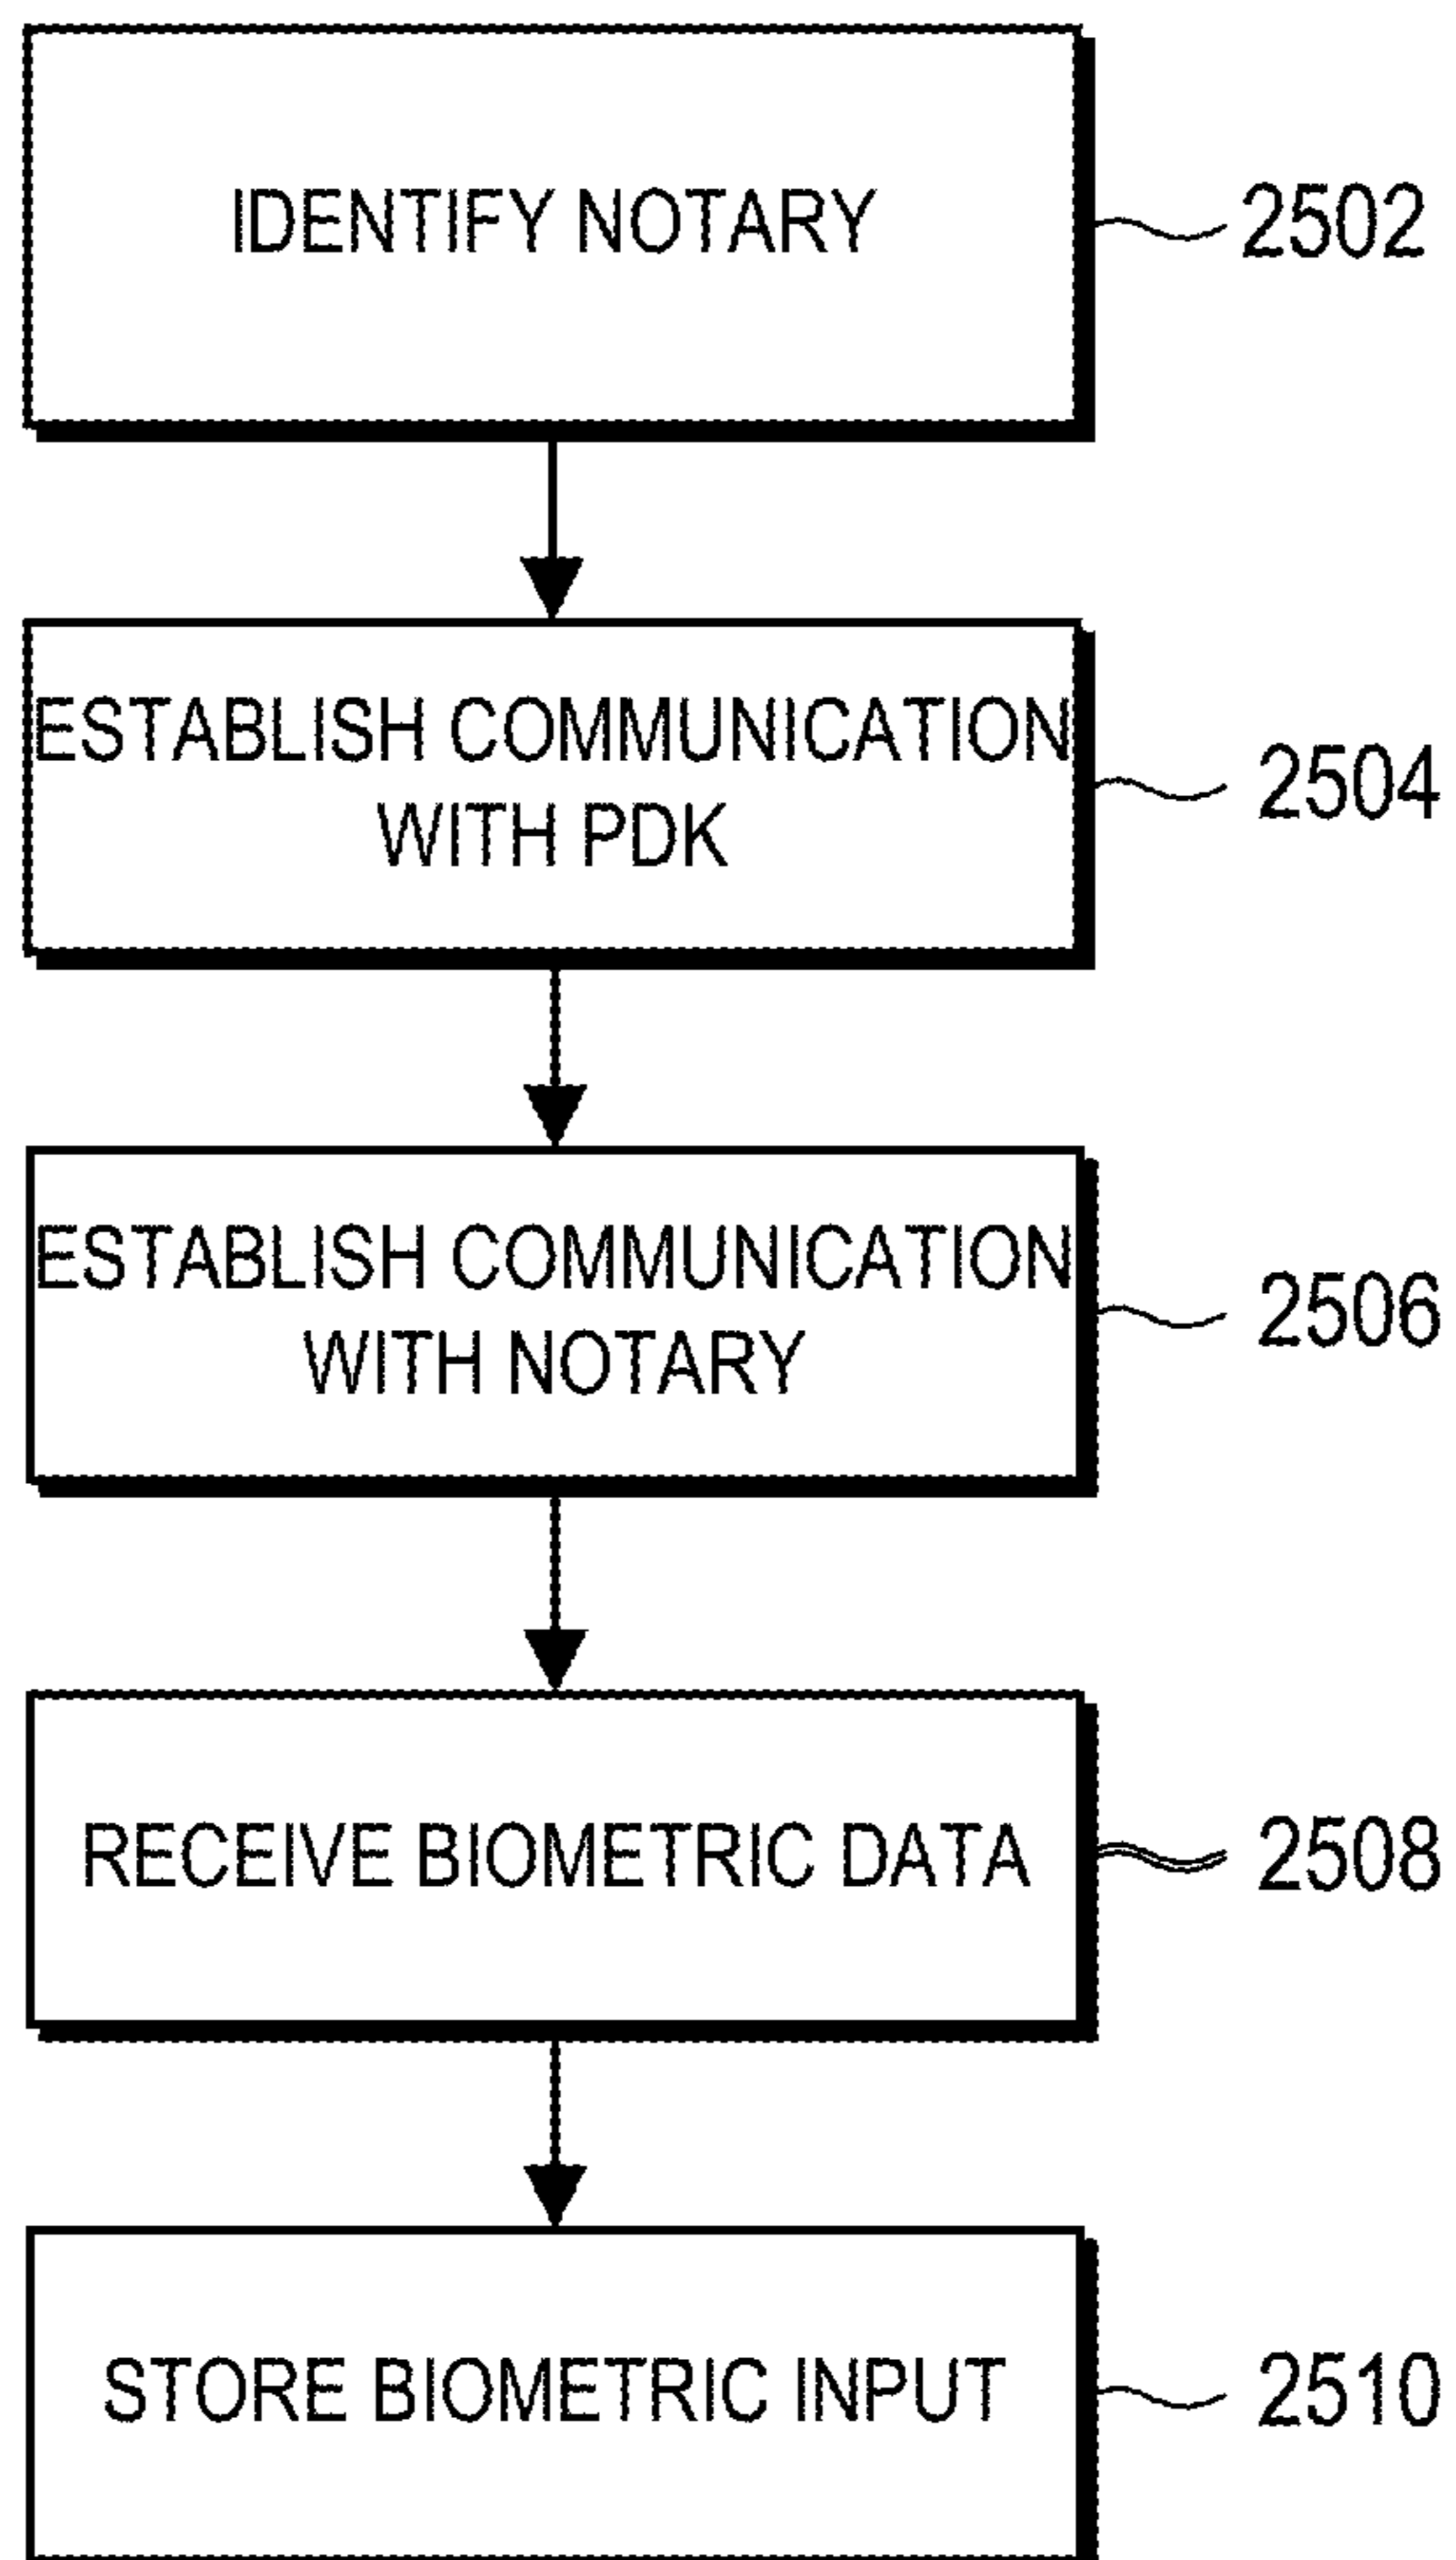 IDENTIFY NOTARY
2502
ESTABLISH COMMUNICATION
WITH PDK
2504
ESTABLISH COMMUNICATION
WITH NOTARY
2506
RECEIVE BIOMETRIC DATA
2508
STORE BIOMETRIC INPUT
2510